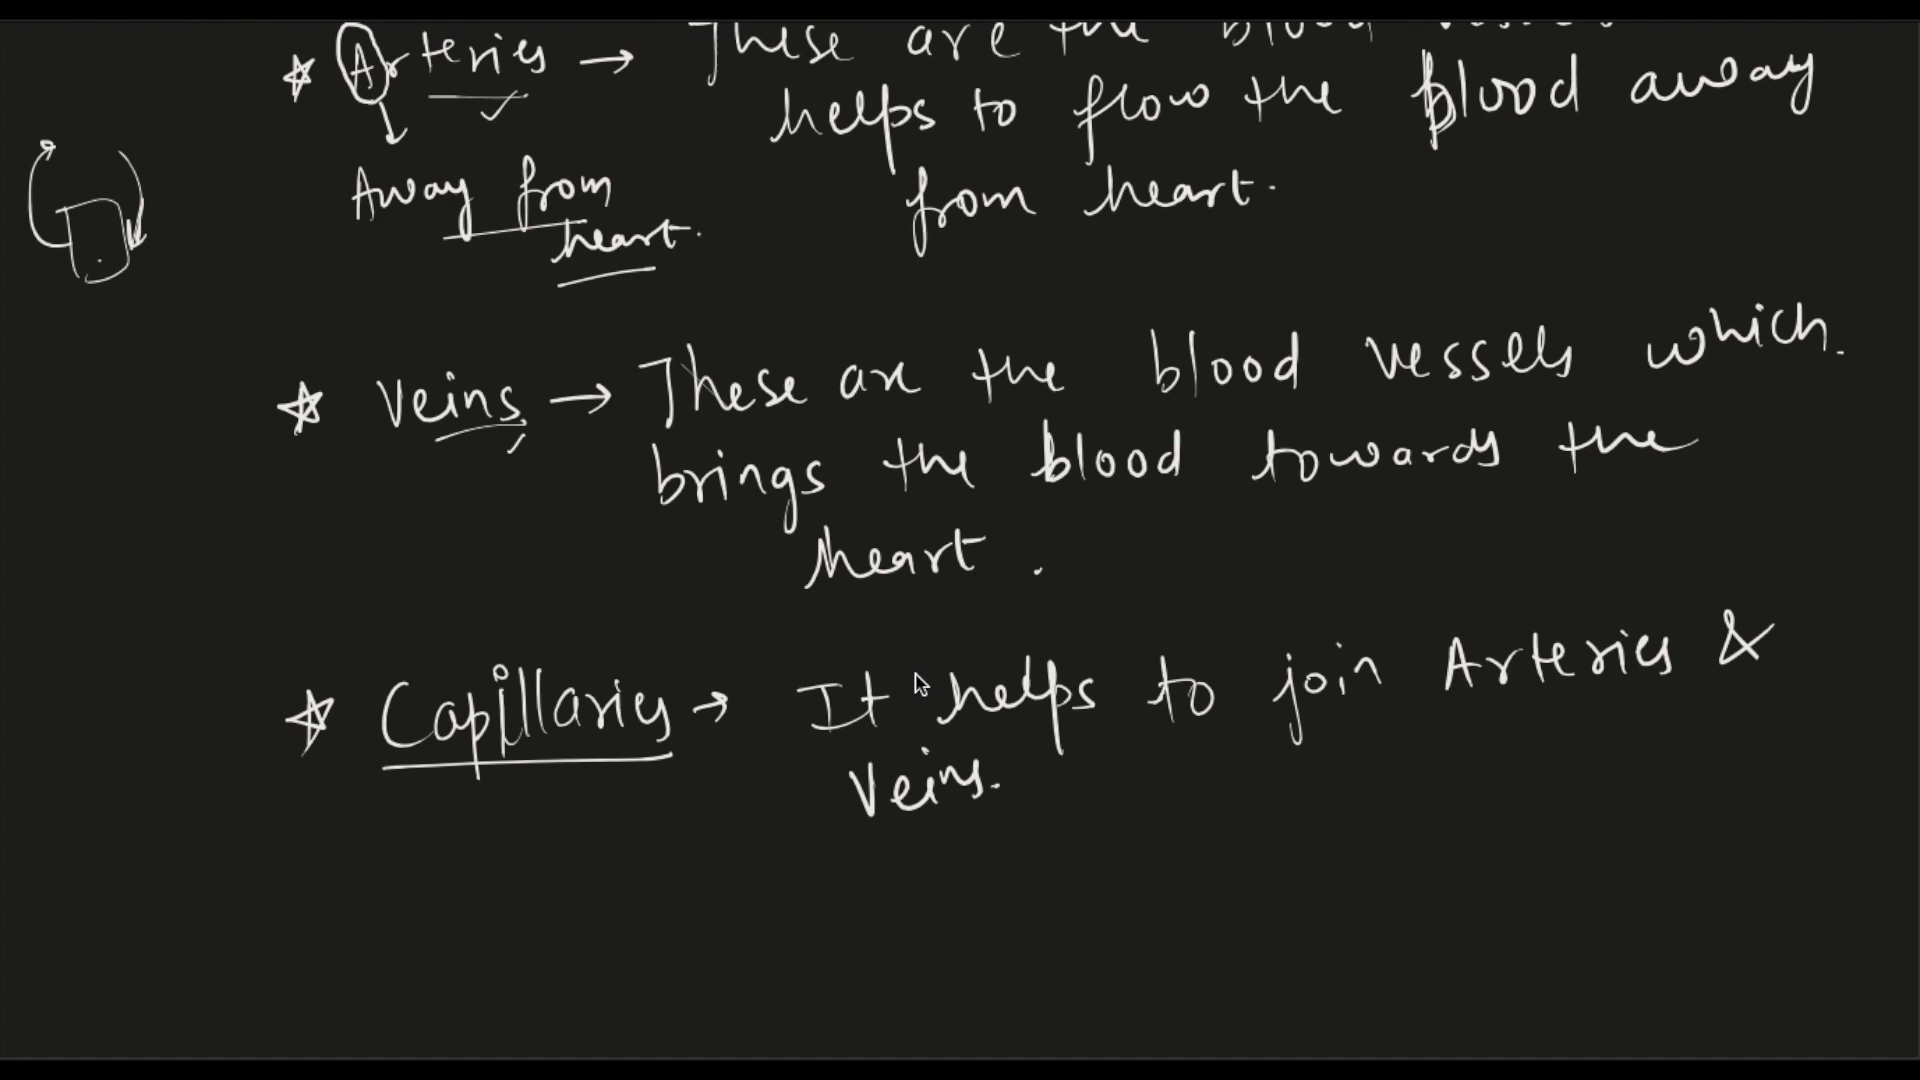 * Arteries → These are the blood
helps to flow the blood away
Away from from heart.
heart.
* Veins → These are the blood vessels which.
brings the blood towards the
heart.
* Capillaries → It helps to join Arteries &
Veins.